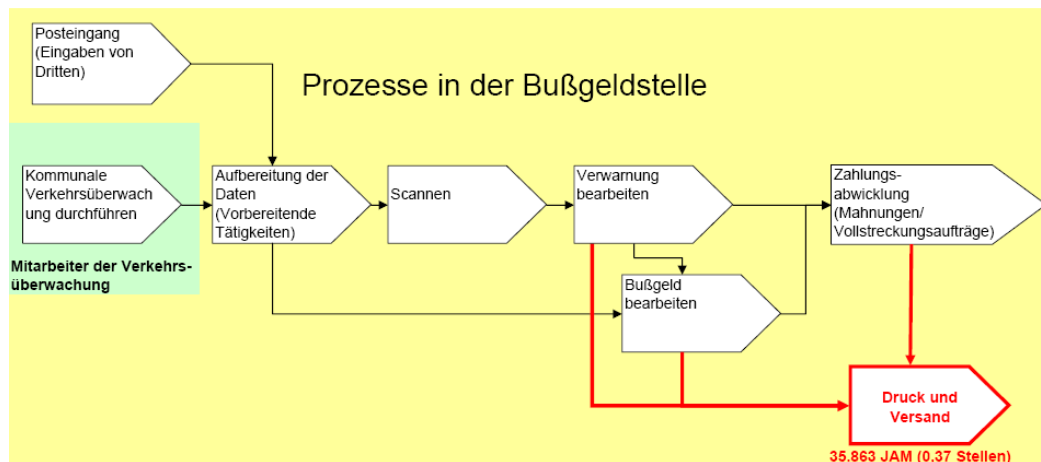 Posteingang
(Eingaben von
Dritten)
Prozesse in der Bußgeldstelle
Kommunale
Verkehrsüberwach
ung durchführen
Mitarbeiter der Verkehrs-
überwachung
Aufbereitung der
Daten
(Vorbereitende
Tätigkeiten)
Scannen
Verwarnung
bearbeiten
Zahlungs-
abwicklung
(Mahnungen/
Vollstreckungsaufträge)
Bußgeld
bearbeiten
Druck und
Versand
35.863 JAM (0,37 Stellen)